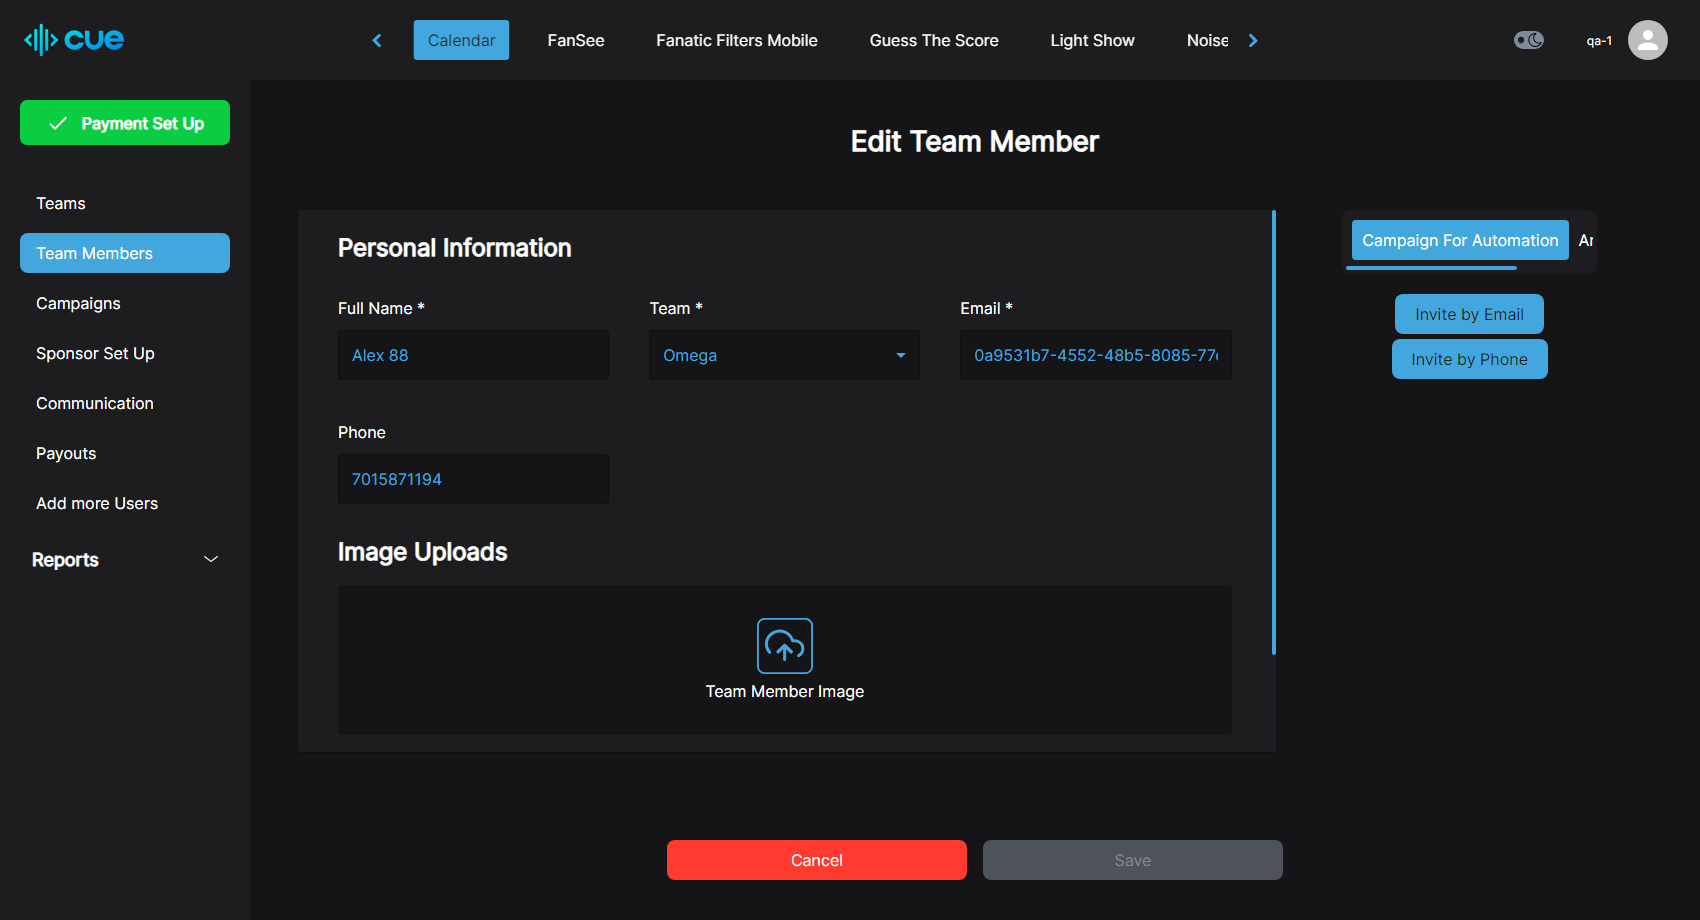 cue
Calendar
FanSee
Fanatic Filters Mobile
Guess The Score
Light Show
Noise
qa-1
Payment Set Up
Teams
Team Members
Campaigns
Sponsor Set Up
Communication
Payouts
Add more Users
Reports
Edit Team Member
Personal Information
Full Name *
Team *
Email *
Alex 88
Omega
0a9531b7-4552-48b5-8085-77
Phone
7015871194
Image Uploads
Team Member Image
Campaign For Automation
Invite by Email
Invite by Phone
Cancel
Save